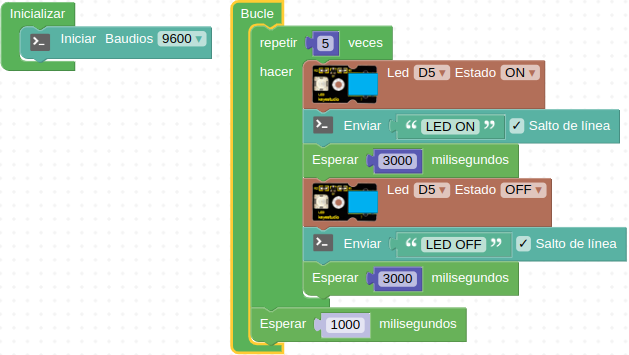 Inicializar
Iniciar Baudios 9600
Bucle
repetir 5 veces
hacer
Led D5 Estado ON
Enviar “ LED ON ” Salto de línea
Esperar 3000 milisegundos
Led D5 Estado OFF
Enviar “ LED OFF ” Salto de línea
Esperar 3000 milisegundos
Esperar 1000 milisegundos